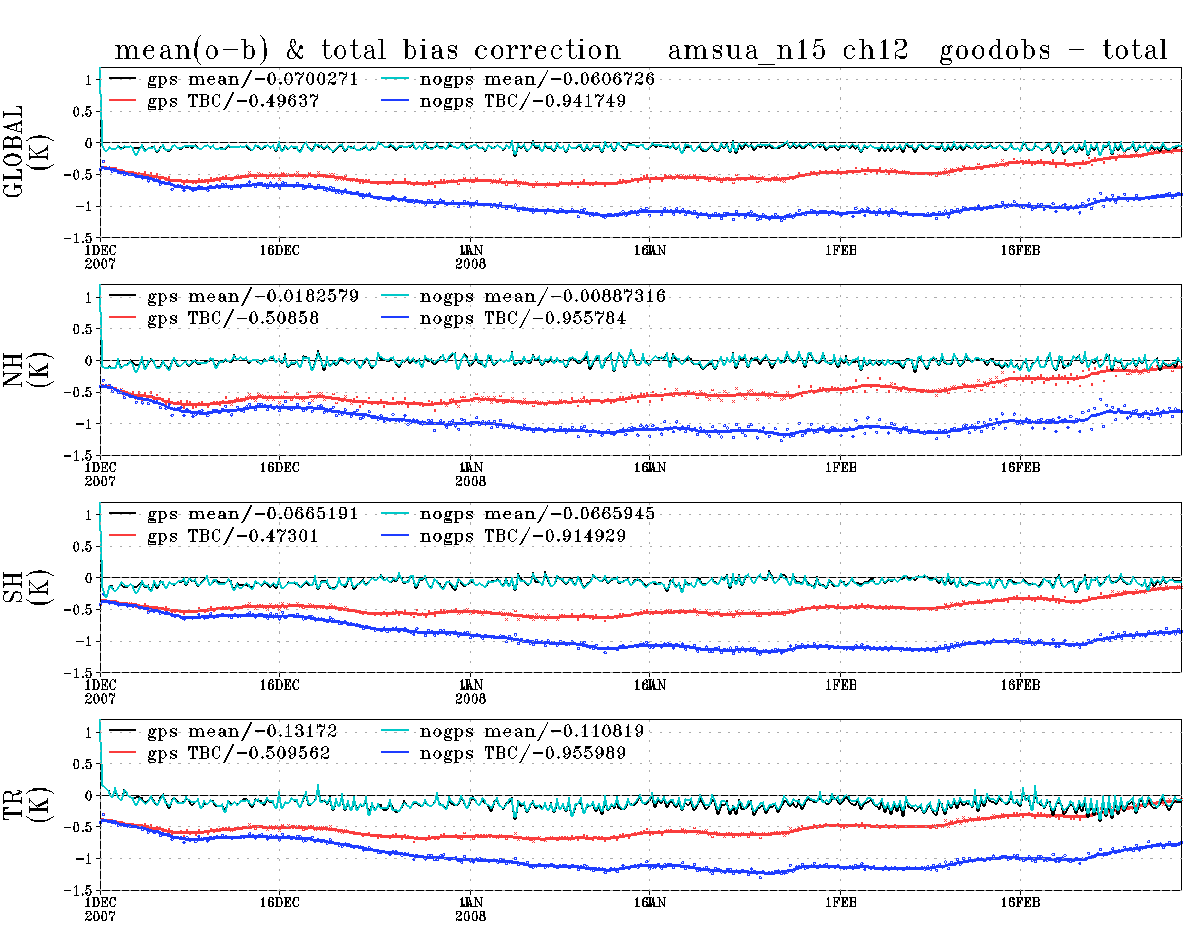 mean(o-b) & total bias correction amsua_n15 ch12 goodobs - total
GLOBAL
(K)
gps mean/-0.0700271 nogps mean/-0.0606726
gps TBC/-0.49637 nogps TBC/-0.941749
1
0.5
0
-0.5
-1
-1.5
1DEC 16DEC JAN 16JAN 1FEB 16FEB
2007 2008
NH
(K)
gps mean/-0.0182579 nogps mean/-0.00887316
gps TBC/-0.50858 nogps TBC/-0.955784
1
0.5
0
-0.5
-1
-1.5
1DEC 16DEC JAN 16JAN 1FEB 16FEB
2007 2008
SH
(K)
gps mean/-0.0665191 nogps mean/-0.0665945
gps TBC/-0.47301 nogps TBC/-0.914929
1
0.5
0
-0.5
-1
-1.5
1DEC 16DEC JAN 16JAN 1FEB 16FEB
2007 2008
TR
(K)
gps mean/-0.13172 nogps mean/-0.110819
gps TBC/-0.509562 nogps TBC/-0.955989
1
0.5
0
-0.5
-1
-1.5
1DEC 16DEC JAN 16JAN 1FEB 16FEB
2007 2008